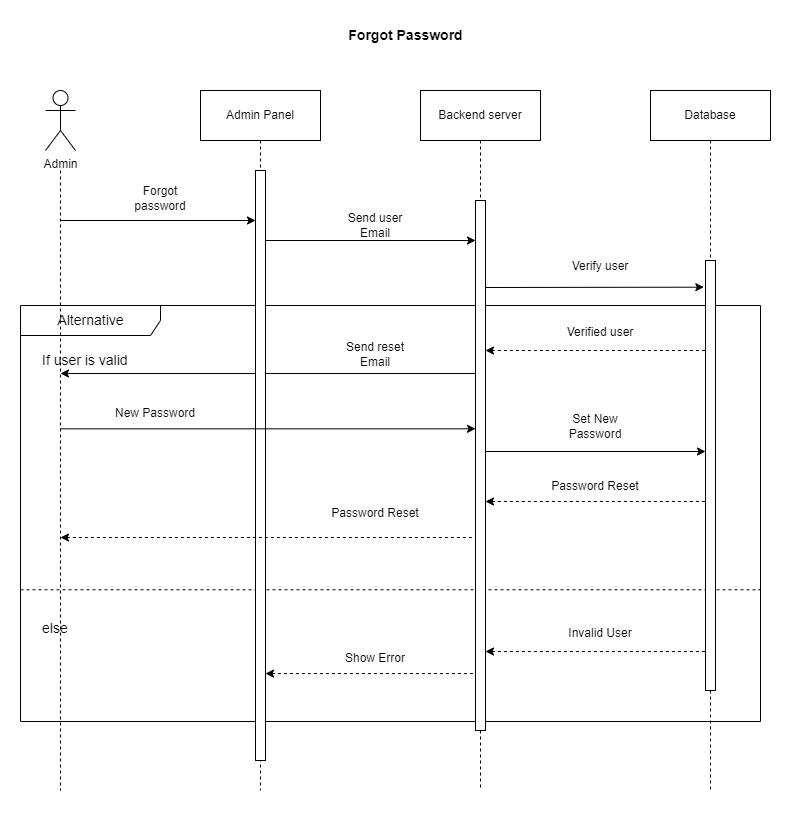 Forgot Password
Admin Panel
Backend server
Database
Admin
Forgot
password
Send user
Email
Verify user
Alternative
Verified user
If user is valid
Send reset
Email
New Password
Set New
Password
Password Reset
Password Reset
else
Invalid User
Show Error